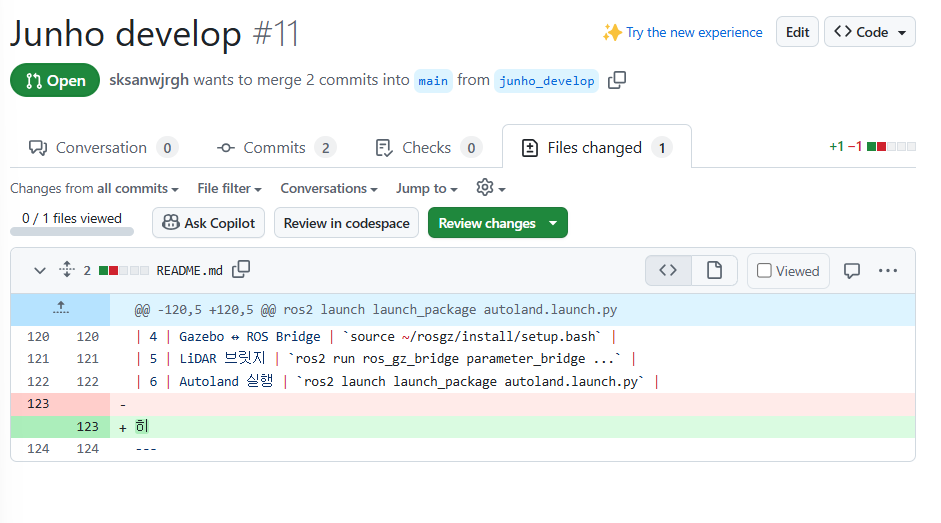 Junho develop #11
✨ Try the new experience
Edit
<> Code
Open
sksanwjrgh wants to merge 2 commits into main from junho_develop
Conversation 0
Commits 2
Checks 0
Files changed 1
+1 −1
Changes from all commits
File filter
Conversations
Jump to
0 / 1 files viewed
Ask Copilot
Review in codespace
Review changes
2 README.md
Viewed
@@ -120,5 +120,5 @@ ros2 launch launch_package autoland.launch.py
120 120 | 4 | Gazebo ↔ ROS Bridge | `source ~/rosgz/install/setup.bash` |
121 121 | 5 | LiDAR 브릿지 | `ros2 run ros_gz_bridge parameter_bridge ...` |
122 122 | 6 | Autoland 실행 | `ros2 launch launch_package autoland.launch.py` |
123 -
123 + 히
124 124 ---